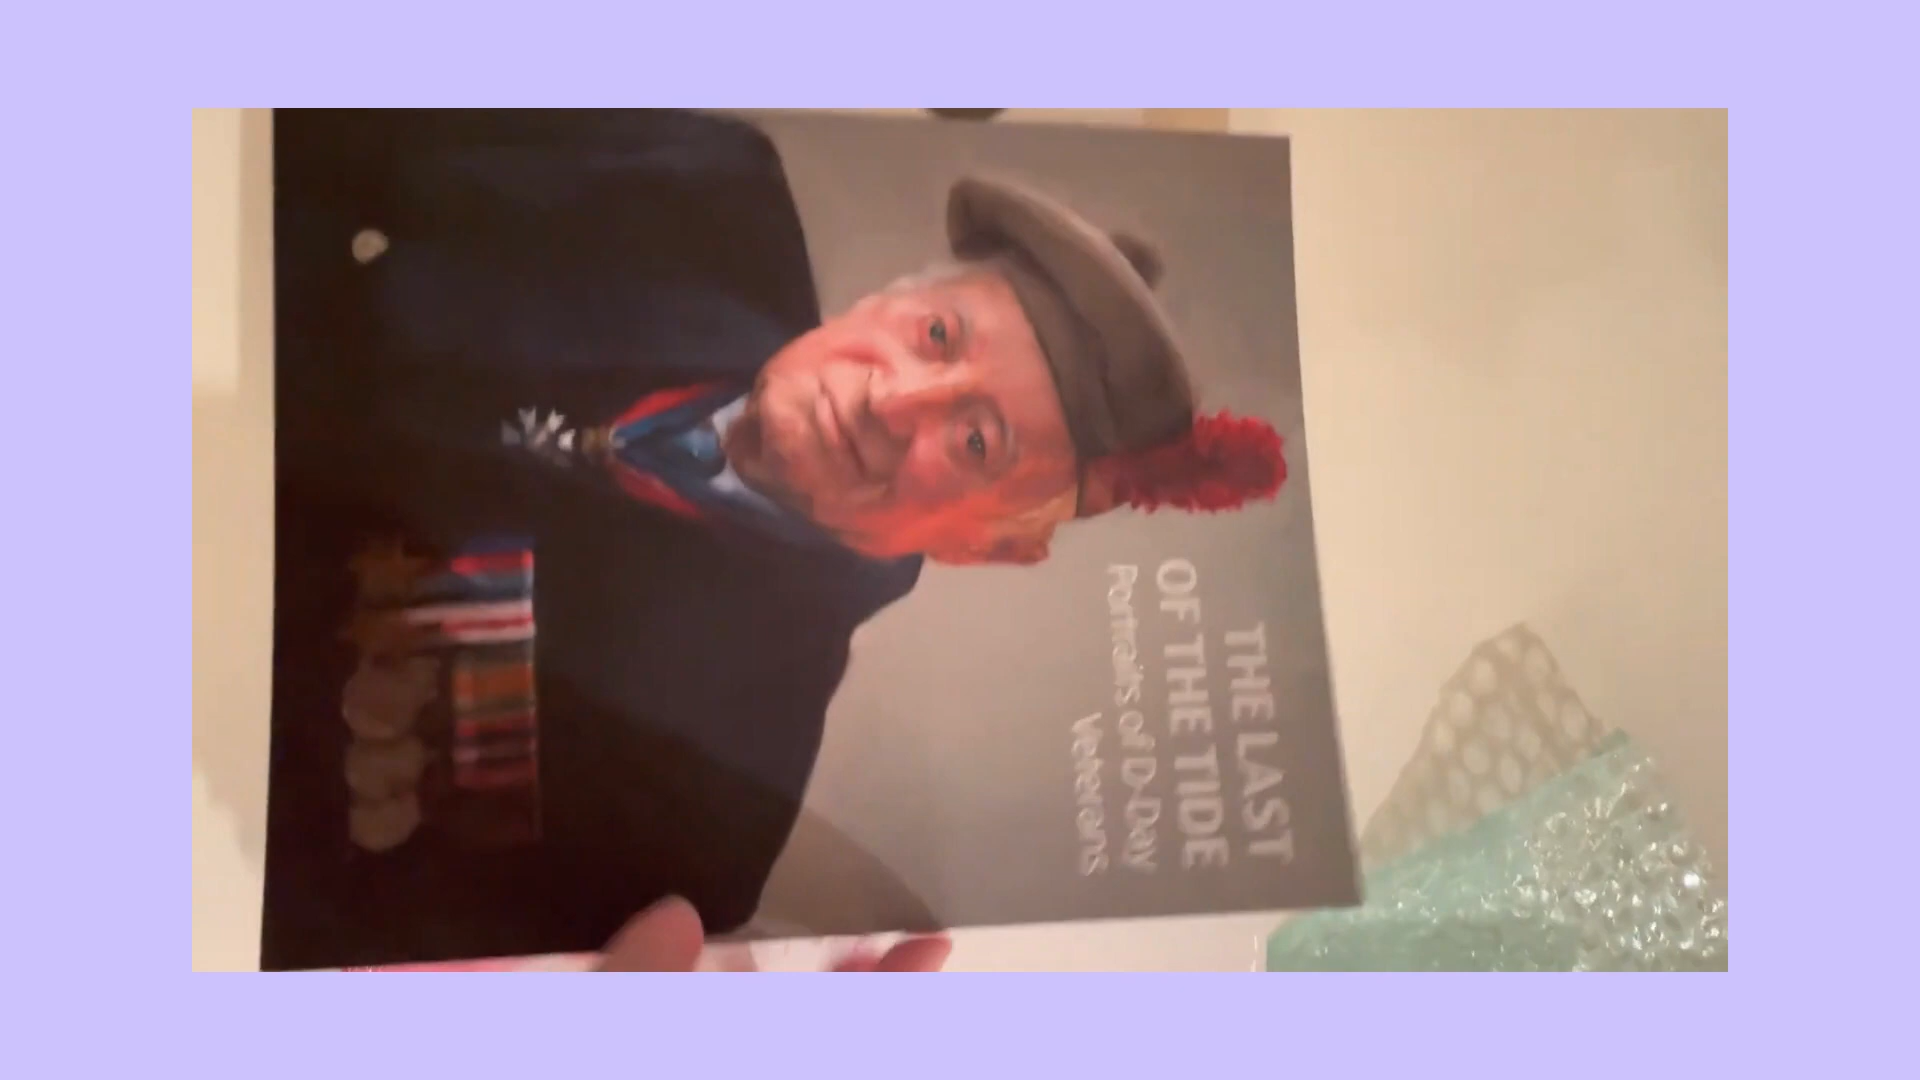 THE LAST
OF THE TIDE
Portraits of D-Day
Veterans